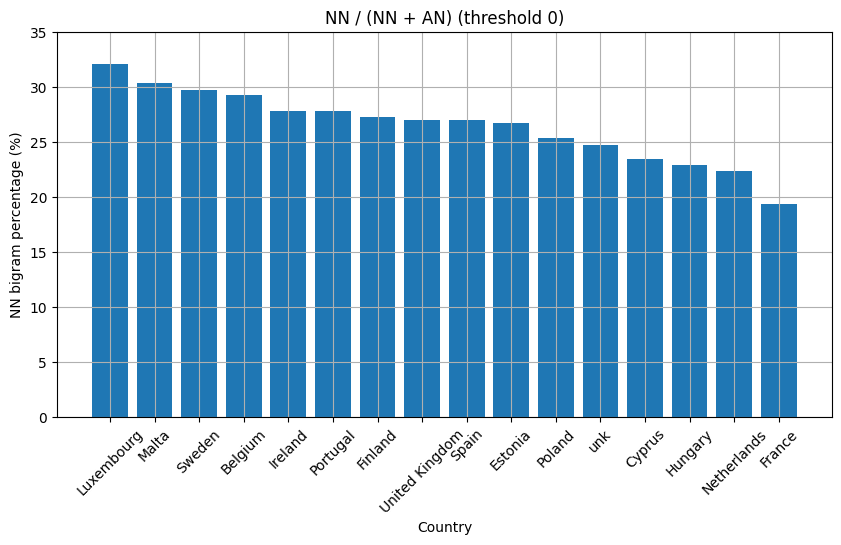 NN / (NN + AN) (threshold 0)
NN bigram percentage (%)
35
30
25
20
15
10
5
0
Luxembourg
Malta
Sweden
Belgium
Ireland
Portugal
Finland
United Kingdom
Spain
Estonia
Poland
unk
Cyprus
Hungary
Netherlands
France
Country